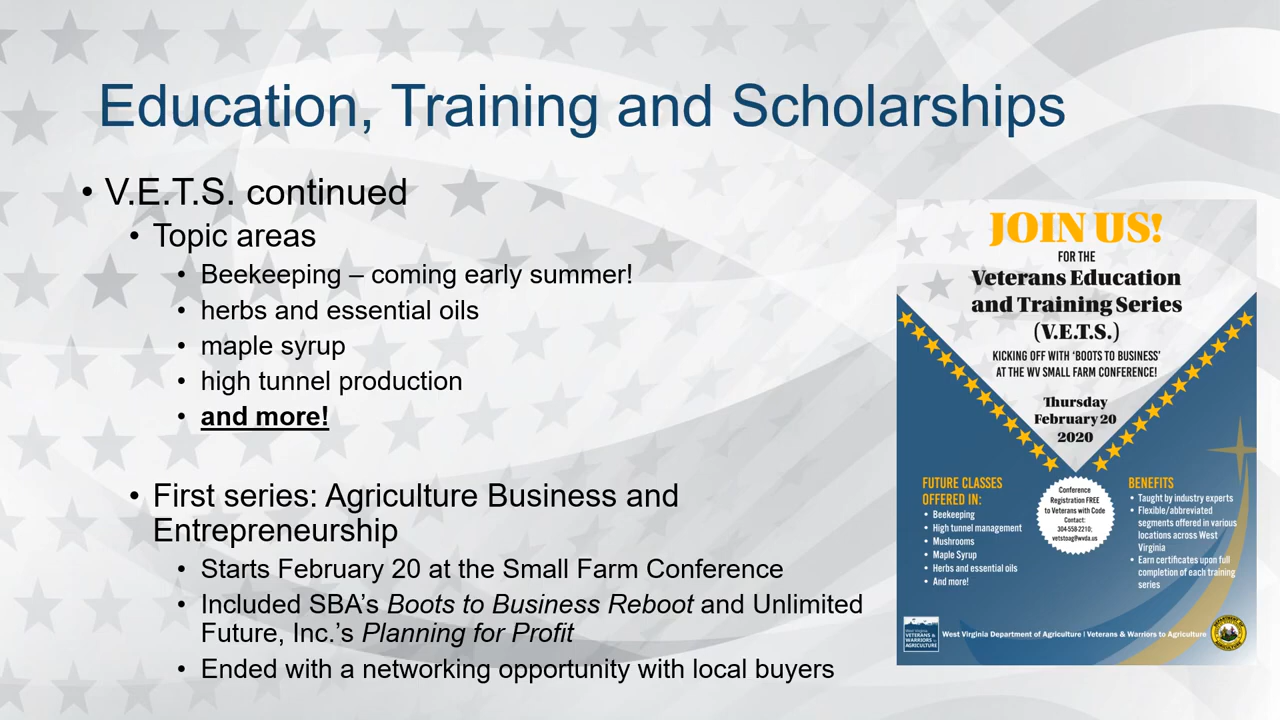 Education, Training and Scholarships
• V.E.T.S. continued
• Topic areas
• Beekeeping – coming early summer!
• herbs and essential oils
• maple syrup
• high tunnel production
• and more!
• First series: Agriculture Business and
Entrepreneurship
• Starts February 20 at the Small Farm Conference
• Included SBA’s Boots to Business Reboot and Unlimited
Future, Inc.’s Planning for Profit
• Ended with a networking opportunity with local buyers
JOIN US!
FOR THE
Veterans Education
and Training Series
(V.E.T.S.)
KICKING OFF WITH ‘BOOTS TO BUSINESS’
AT THE WV SMALL FARM CONFERENCE!
Thursday
February 20
2020
FUTURE CLASSES
OFFERED IN:
• Beekeeping
• High tunnel management
• Mushrooms
• Maple Syrup
• Herbs and essential oils
• And more!
Conference
Registration FREE
to Veterans with Code
Contact:
304-558-2210;
vetstoag@wvda.us
BENEFITS
• Taught by industry experts
• Flexible/abbreviated
segments offered in various
locations across West
Virginia
• Earn certificates upon full
completion of each training
series
West Virginia
VETERANS &
WARRIORS TO
AGRICULTURE
West Virginia Department of Agriculture | Veterans & Warriors to Agriculture